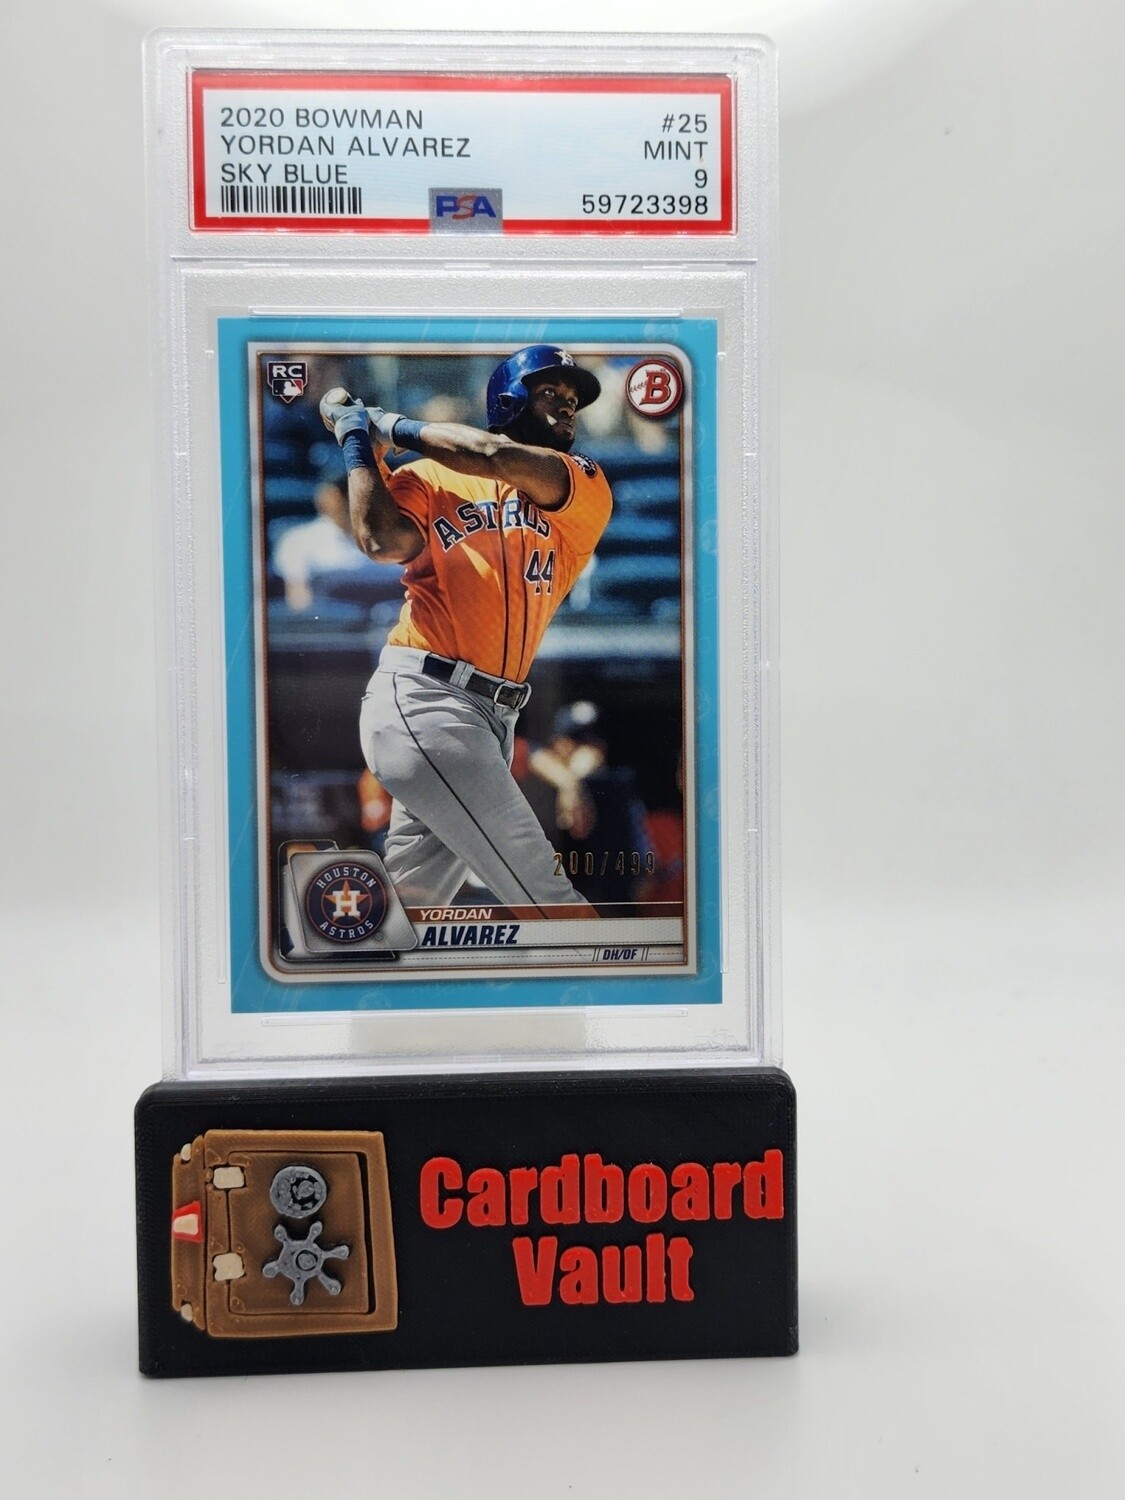 2020 BOWMAN #25
YORDAN ALVAREZ MINT
SKY BLUE 9
PSA 59723398
RC
B
ASTROS
44
200/499
HOUSTON
H
ASTROS
YORDAN
ALVAREZ
DH/OF
Cardboard
Vault